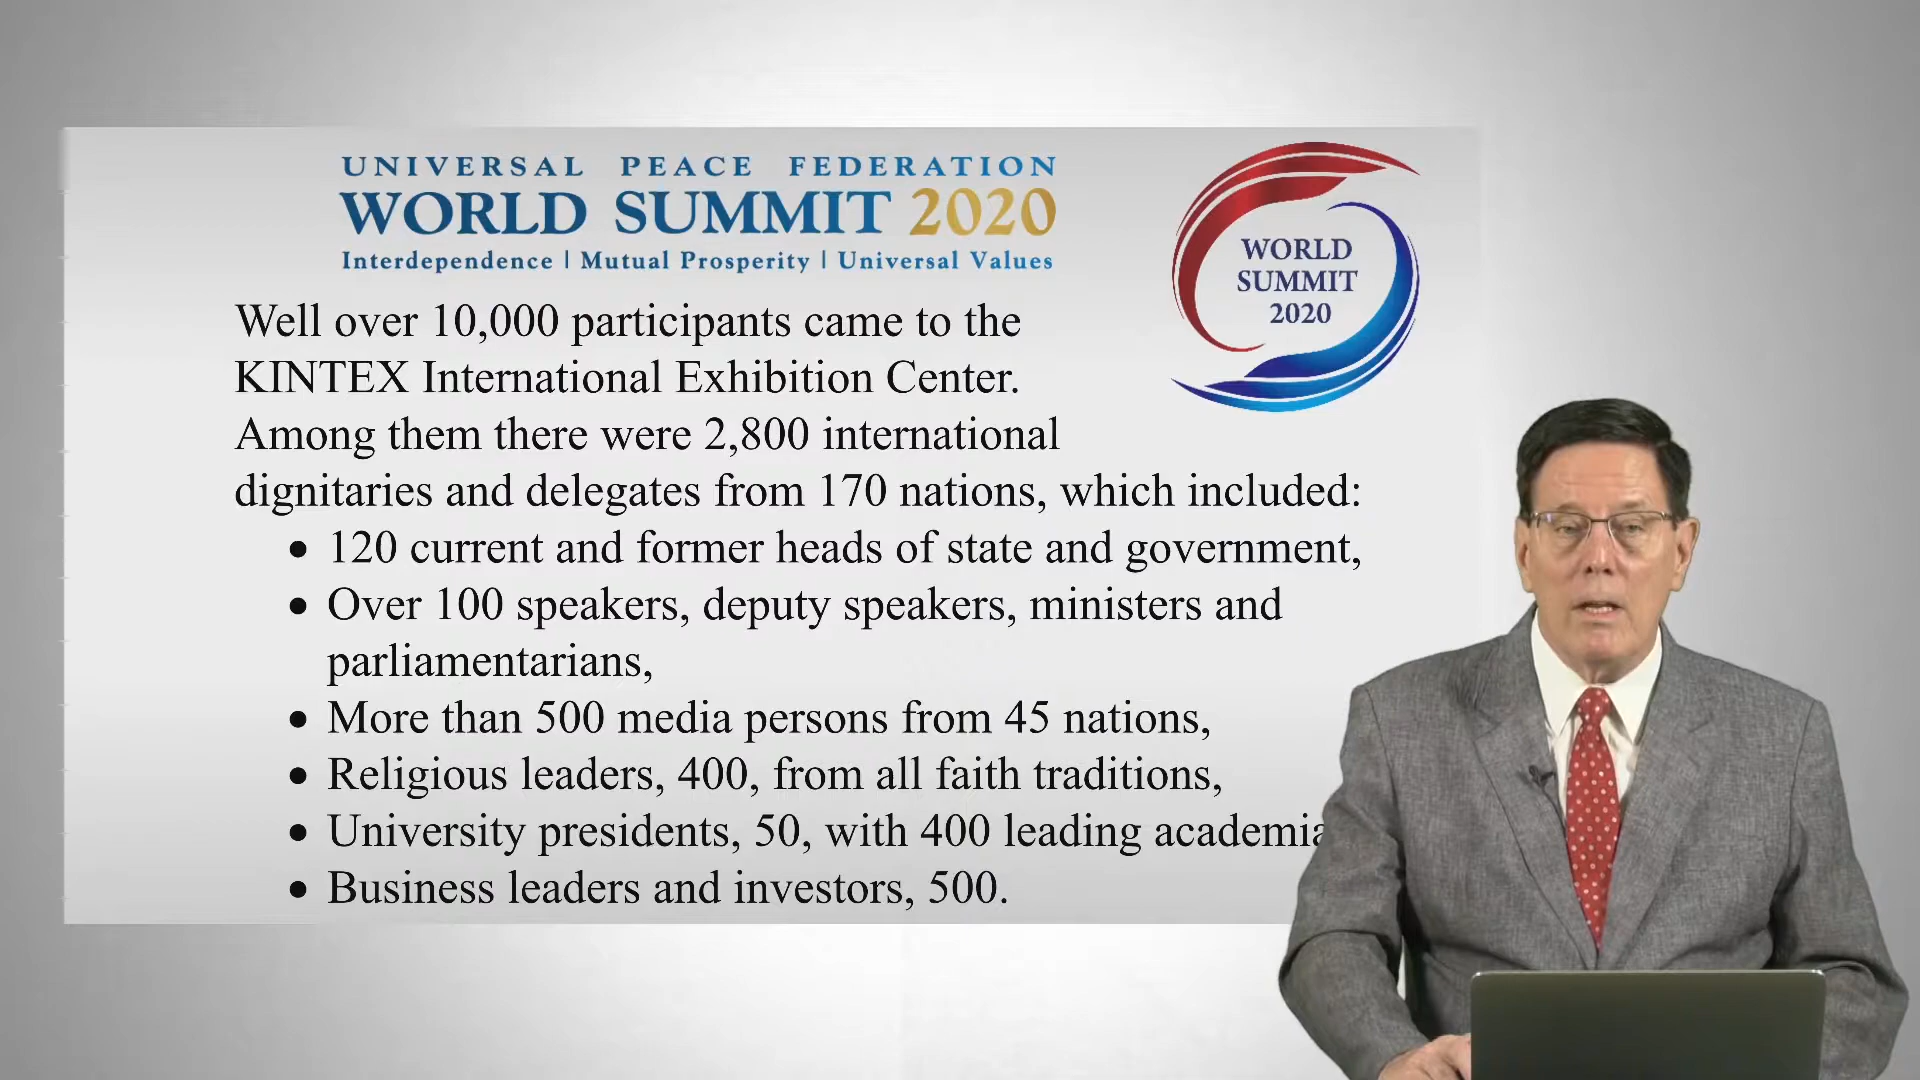 UNIVERSAL PEACE FEDERATION
WORLD SUMMIT 2020
Interdependence | Mutual Prosperity | Universal Values
WORLD
SUMMIT
2020
Well over 10,000 participants came to the
KINTEX International Exhibition Center.
Among them there were 2,800 international
dignitaries and delegates from 170 nations, which included:
• 120 current and former heads of state and government,
• Over 100 speakers, deputy speakers, ministers and
parliamentarians,
• More than 500 media persons from 45 nations,
• Religious leaders, 400, from all faith traditions,
• University presidents, 50, with 400 leading academia
• Business leaders and investors, 500.